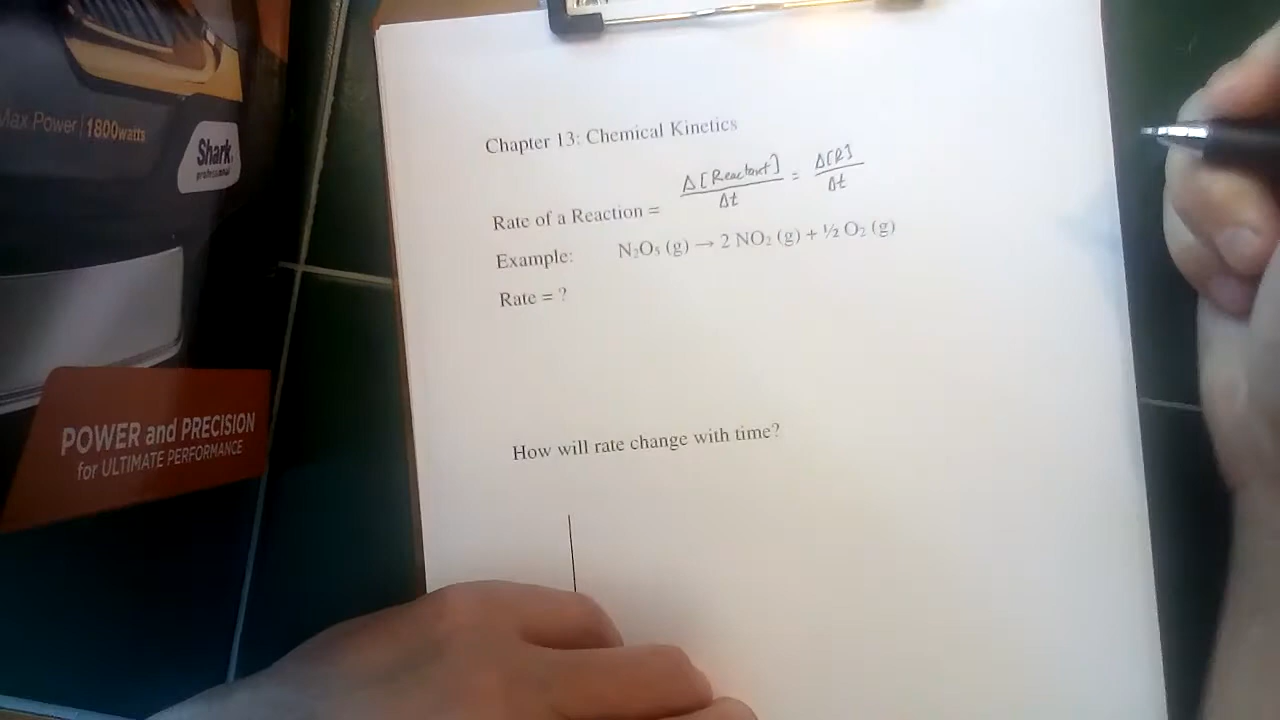 Max Power | 1800watts
Shark
professional
POWER and PRECISION
for ULTIMATE PERFORMANCE
Chapter 13: Chemical Kinetics
Rate of a Reaction = Δ[Reactant]/Δt = Δ[R]/Δt
Example: N₂O₅ (g) → 2 NO₂ (g) + ½ O₂ (g)
Rate = ?
How will rate change with time?